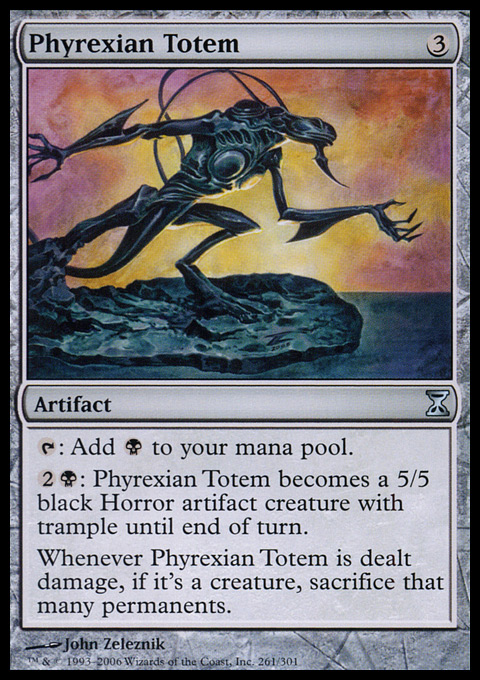 Phyrexian Totem 3
Artifact
: Add to your mana pool.
2 : Phyrexian Totem becomes a 5/5
black Horror artifact creature with
trample until end of turn.
Whenever Phyrexian Totem is dealt
damage, if it's a creature, sacrifice that
many permanents.
John Zeleznik
™ & © 1993–2006 Wizards of the Coast, Inc. 261/301